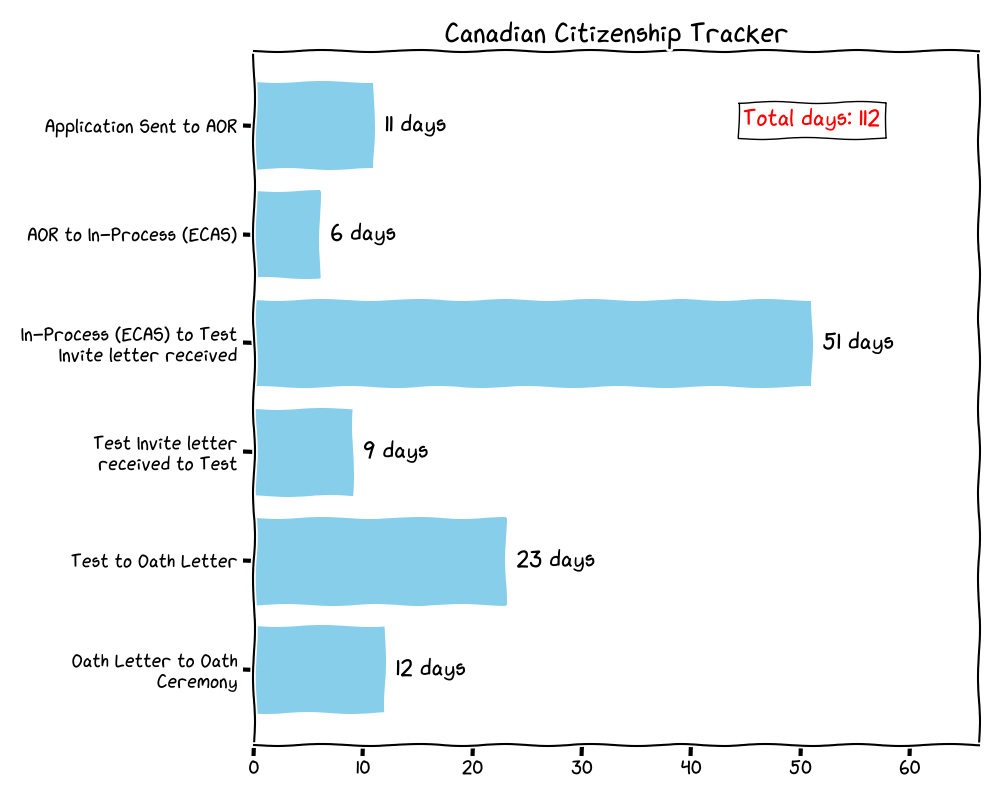 Canadian Citizenship Tracker
Application Sent to AOR
11 days
Total days: 112
AOR to In-Process (ECAS)
6 days
In-Process (ECAS) to Test
Invite letter received
51 days
Test Invite letter
received to Test
9 days
Test to Oath Letter
23 days
Oath Letter to Oath
Ceremony
12 days
0 10 20 30 40 50 60